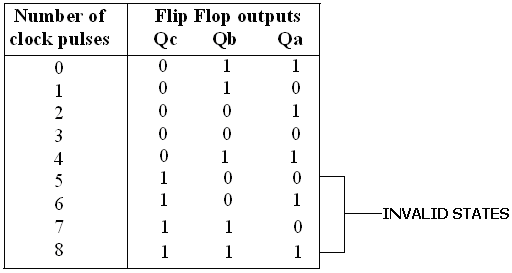 Number of clock pulses Flip Flop outputs
Qc Qb Qa
0 0 1 1
1 0 1 0
2 0 0 1
3 0 0 0
4 0 1 1
5 1 0 0
6 1 0 1
7 1 1 0
8 1 1 1
INVALID STATES